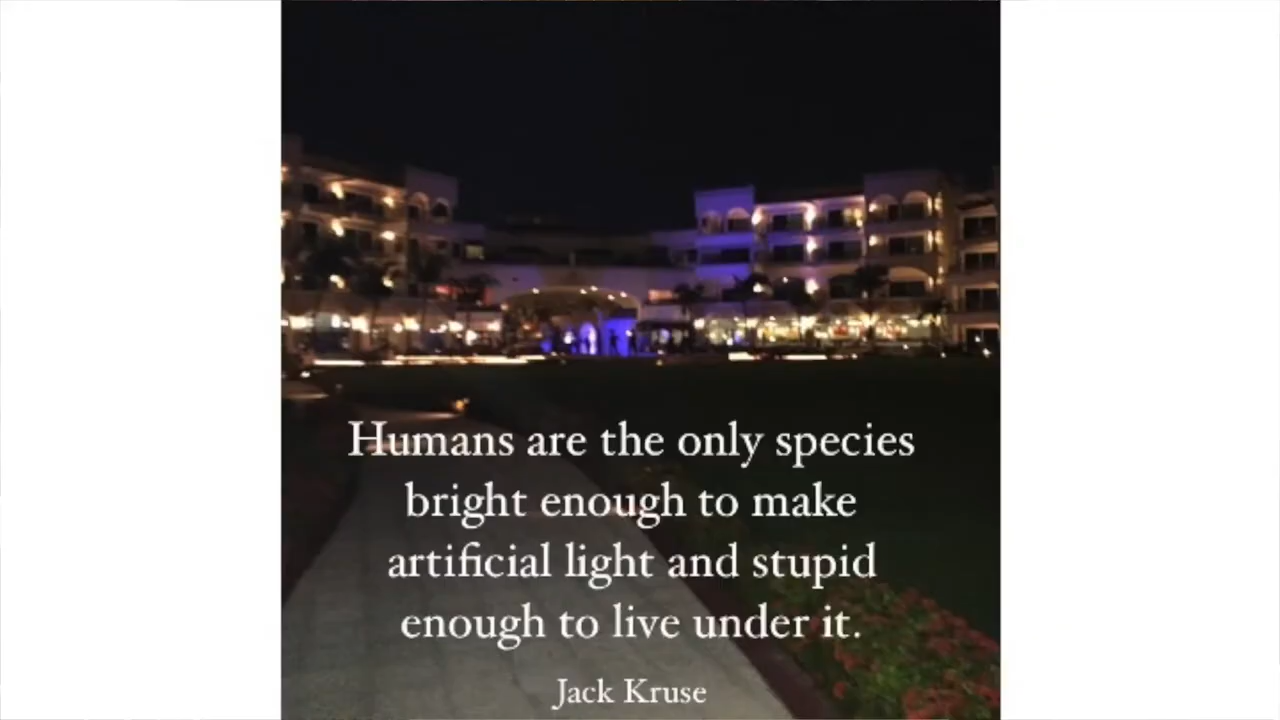 Humans are the only species
bright enough to make
artificial light and stupid
enough to live under it.
Jack Kruse